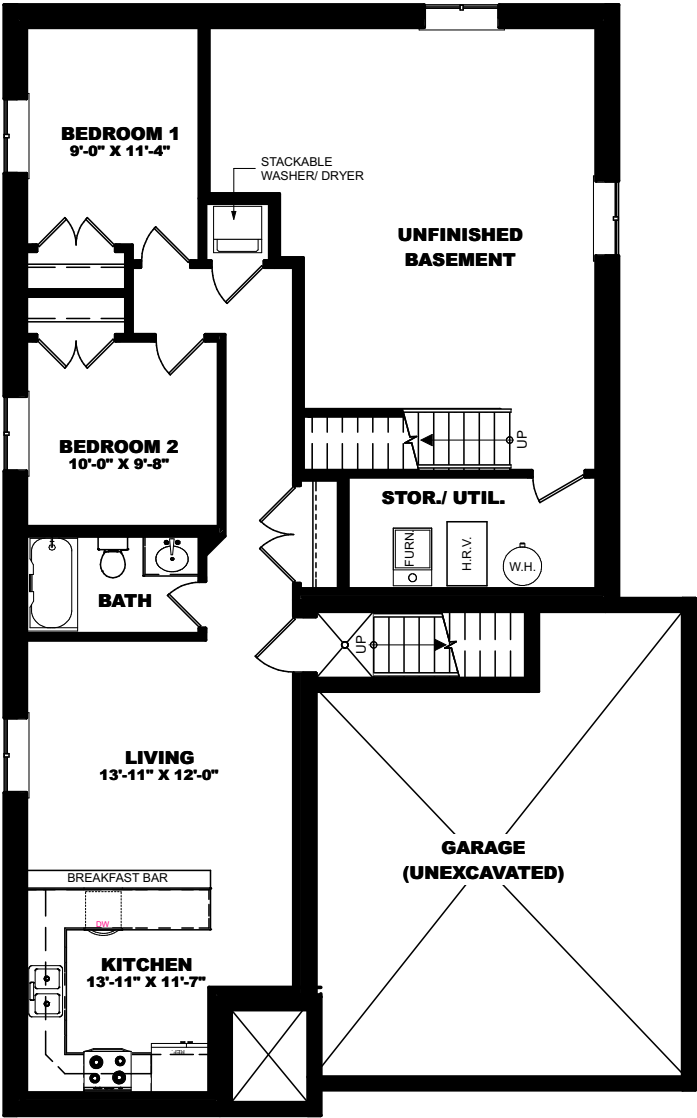 BEDROOM 1
9'-0" X 11'-4"
STACKABLE
WASHER/ DRYER
UNFINISHED
BASEMENT
UP
BEDROOM 2
10'-0" X 9'-8"
STOR./ UTIL.
FURN.
H.R.V.
W.H.
BATH
UP
LIVING
13'-11" X 12'-0"
GARAGE
(UNEXCAVATED)
BREAKFAST BAR
DW
KITCHEN
13'-11" X 11'-7"